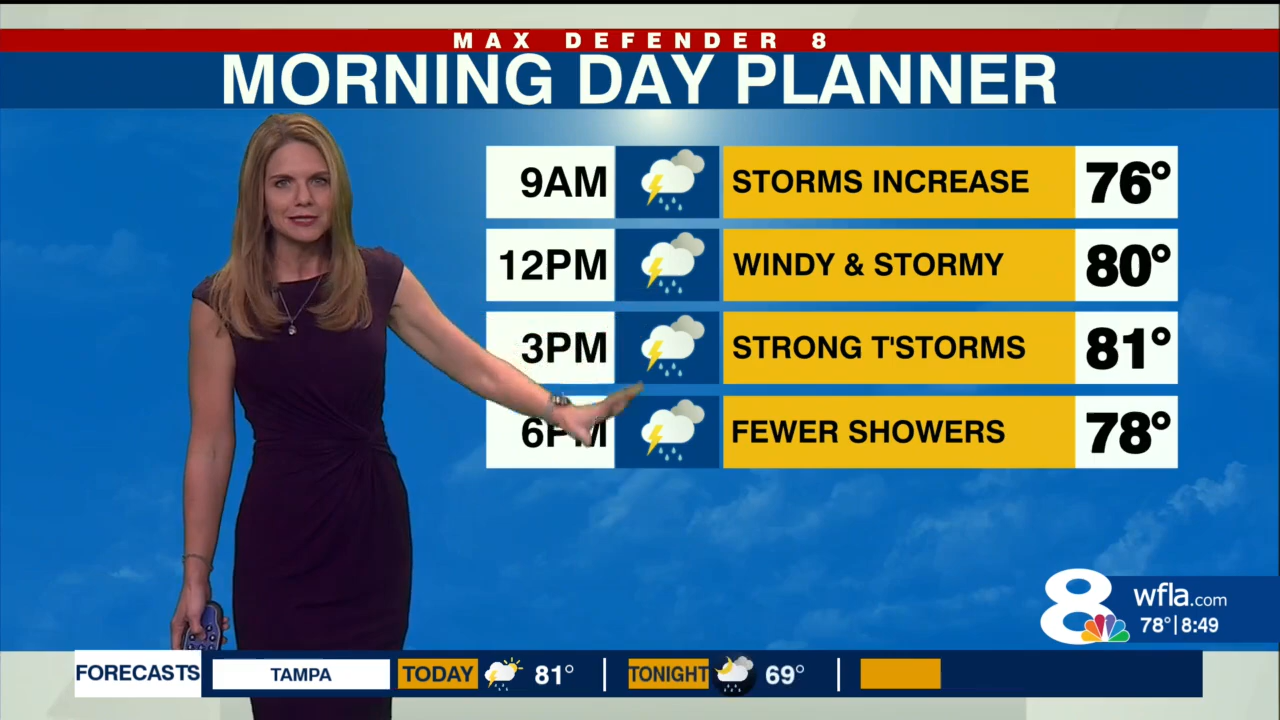 MAX DEFENDER 8
MORNING DAY PLANNER
9AM STORMS INCREASE 76°
12PM WINDY & STORMY 80°
3PM STRONG T'STORMS 81°
6PM FEWER SHOWERS 78°
8 wfla.com
78° | 8:49
FORECASTS TAMPA TODAY 81° | TONIGHT 69° |